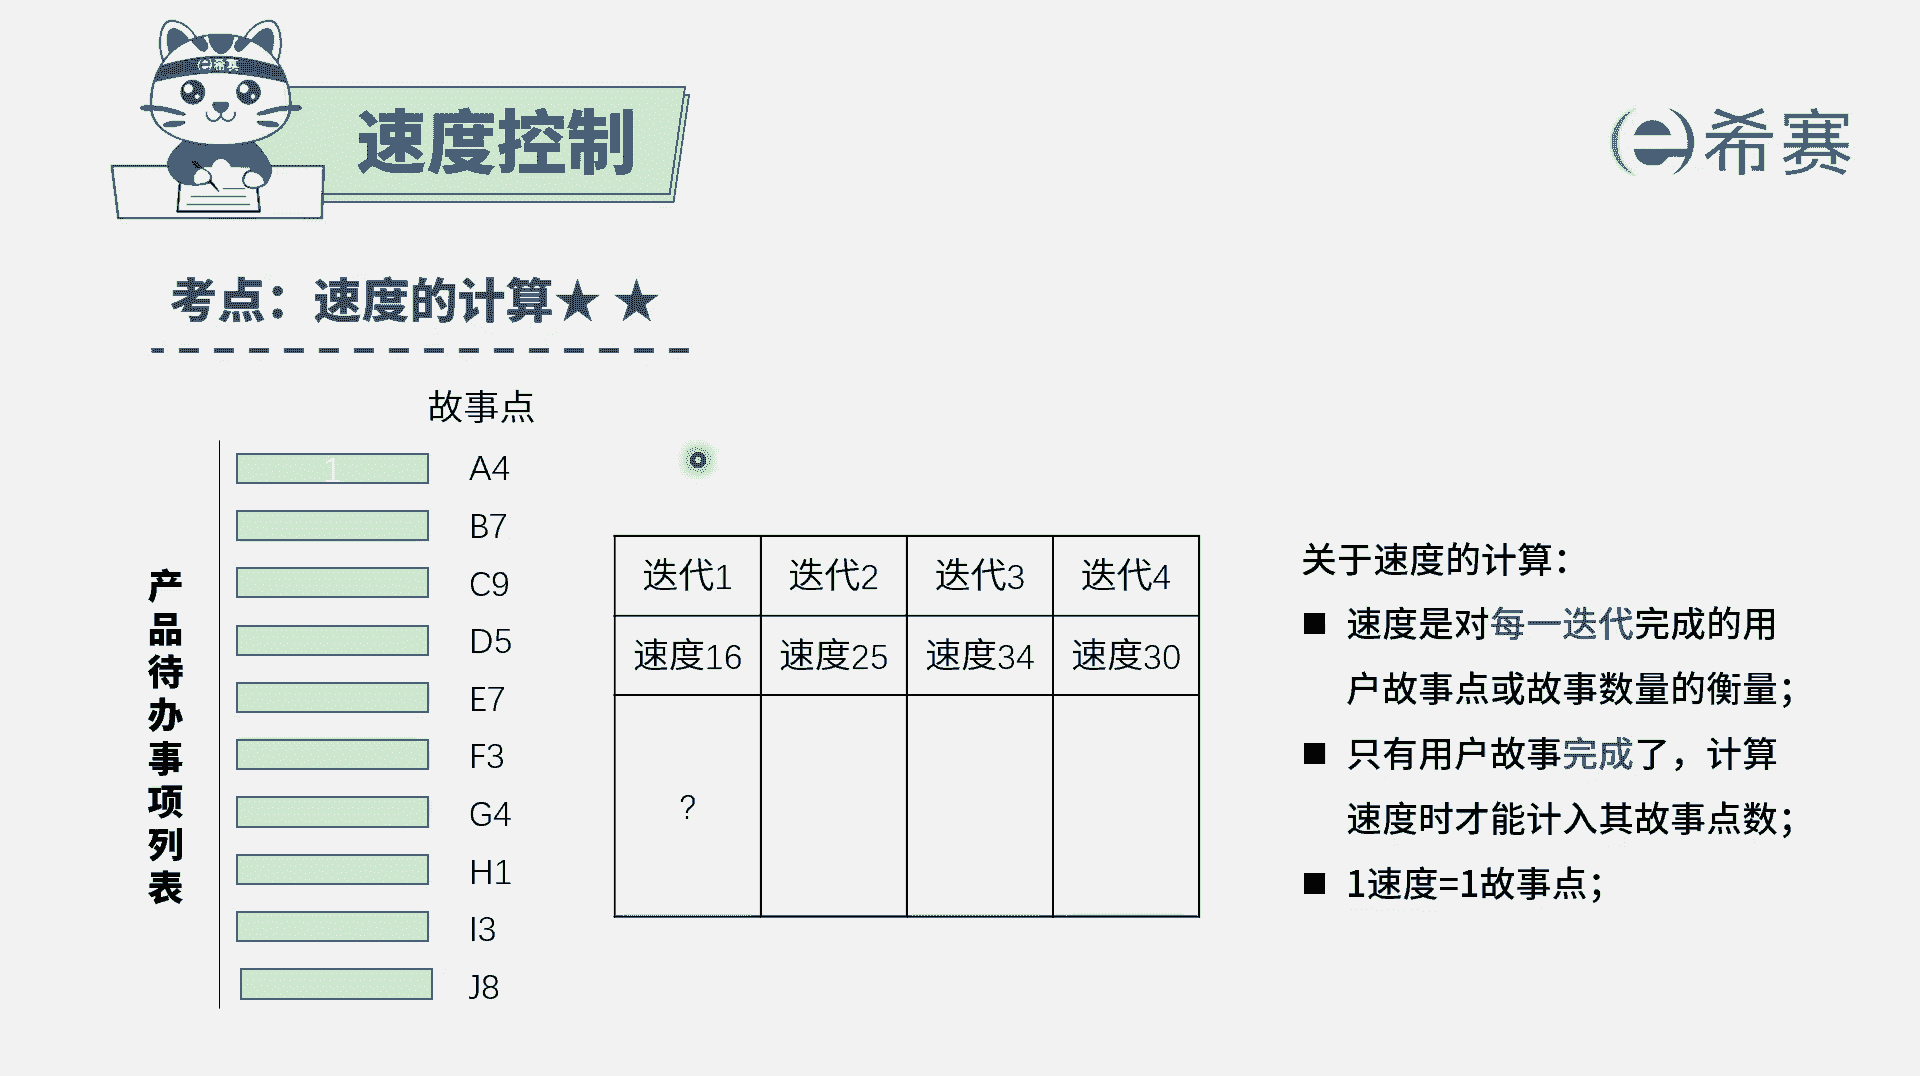 希赛
速度控制
希赛
考点：速度的计算★ ★
故事点
产品待办事项列表
1
A4
B7
C9
D5
E7
F3
G4
H1
I3
J8
迭代1 迭代2 迭代3 迭代4
速度16 速度25 速度34 速度30
?
关于速度的计算：
■ 速度是对每一迭代完成的用
户故事点或故事数量的衡量；
■ 只有用户故事完成了，计算
速度时才能计入其故事点数；
■ 1速度=1故事点；